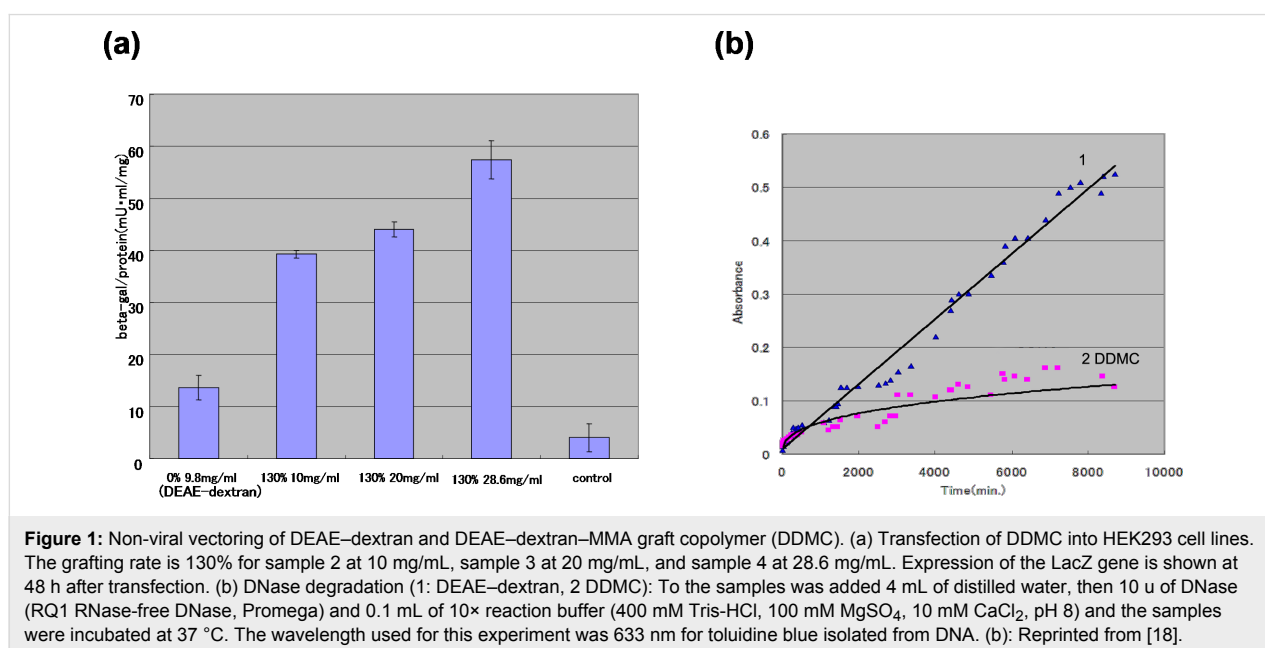 (a)
70
60
50
40
30
20
10
0
beta-gal/protein(mU•ml/mg)
0% 9.8mg/ml
(DEAE-dextran)
130% 10mg/ml
130% 20mg/ml
130% 28.6mg/ml
control
(b)
0.6
0.5
0.4
0.3
0.2
0.1
0
Absorbance
1
2 DDMC
0
2000
4000
6000
8000
10000
Time(min.)
Figure 1: Non-viral vectoring of DEAE–dextran and DEAE–dextran–MMA graft copolymer (DDMC). (a) Transfection of DDMC into HEK293 cell lines.
The grafting rate is 130% for sample 2 at 10 mg/mL, sample 3 at 20 mg/mL, and sample 4 at 28.6 mg/mL. Expression of the LacZ gene is shown at
48 h after transfection. (b) DNase degradation (1: DEAE–dextran, 2 DDMC): To the samples was added 4 mL of distilled water, then 10 u of DNase
(RQ1 RNase-free DNase, Promega) and 0.1 mL of 10× reaction buffer (400 mM Tris-HCl, 100 mM MgSO₄, 10 mM CaCl₂, pH 8) and the samples
were incubated at 37 °C. The wavelength used for this experiment was 633 nm for toluidine blue isolated from DNA. (b): Reprinted from [18].